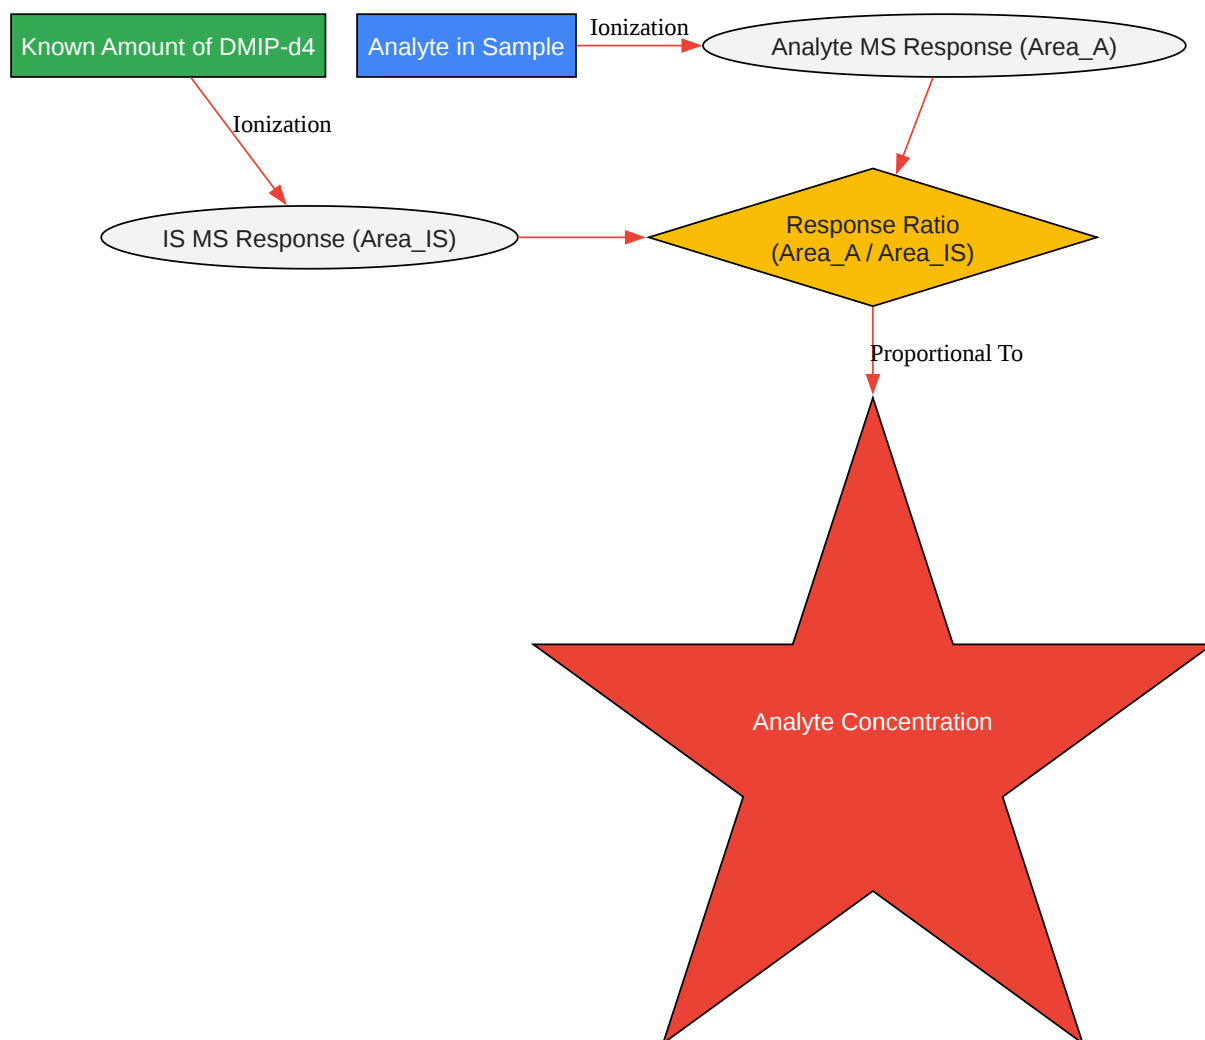 Known Amount of DMIP-d4
Analyte in Sample
Ionization
Analyte MS Response (Area_A)
Ionization
IS MS Response (Area_IS)
Response Ratio
(Area_A / Area_IS)
Proportional To
Analyte Concentration